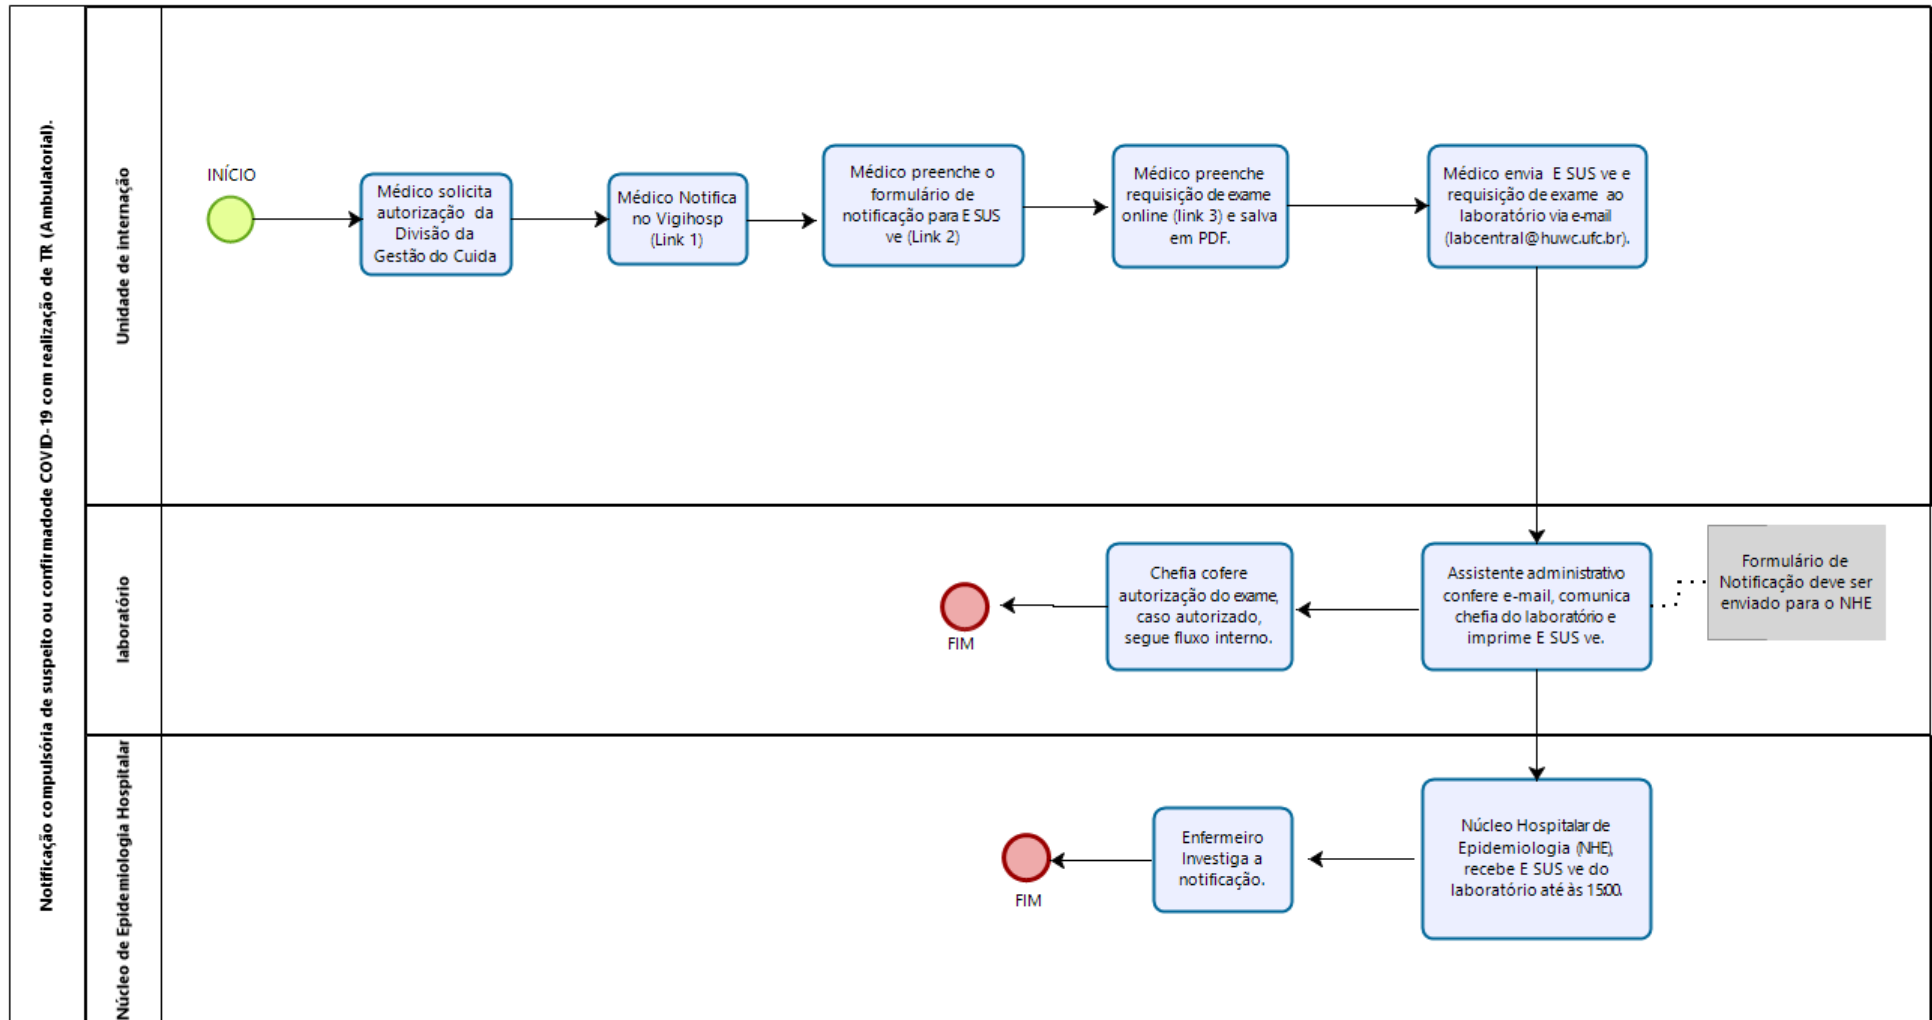 Notificação compulsória de suspeito ou confirmadode COVID-19 com realização de TR (Ambulatorial).
Unidade de internação
INÍCIO
Médico solicita
autorização da
Divisão da
Gestão do Cuida
Médico Notifica
no Vigihosp
(Link 1)
Médico preenche o
formulário de
notificação para E SUS
ve (Link 2)
Médico preenche
requisição de exame
online (link 3) e salva
em PDF.
Médico envia E SUS ve e
requisição de exame ao
laboratório via e-mail
(labcentral@huwc.ufc.br).
laboratório
FIM
Chefia cofere
autorização do exame,
caso autorizado,
segue fluxo interno.
Assistente administrativo
confere e-mail, comunica
chefia do laboratório e
imprime E SUS ve.
Formulário de
Notificação deve ser
enviado para o NHE
Núcleo de Epidemiologia Hospitalar
FIM
Enfermeiro
Investiga a
notificação.
Núcleo Hospitalar de
Epidemiologia (NHE),
recebe E SUS ve do
laboratório até às 15:00.